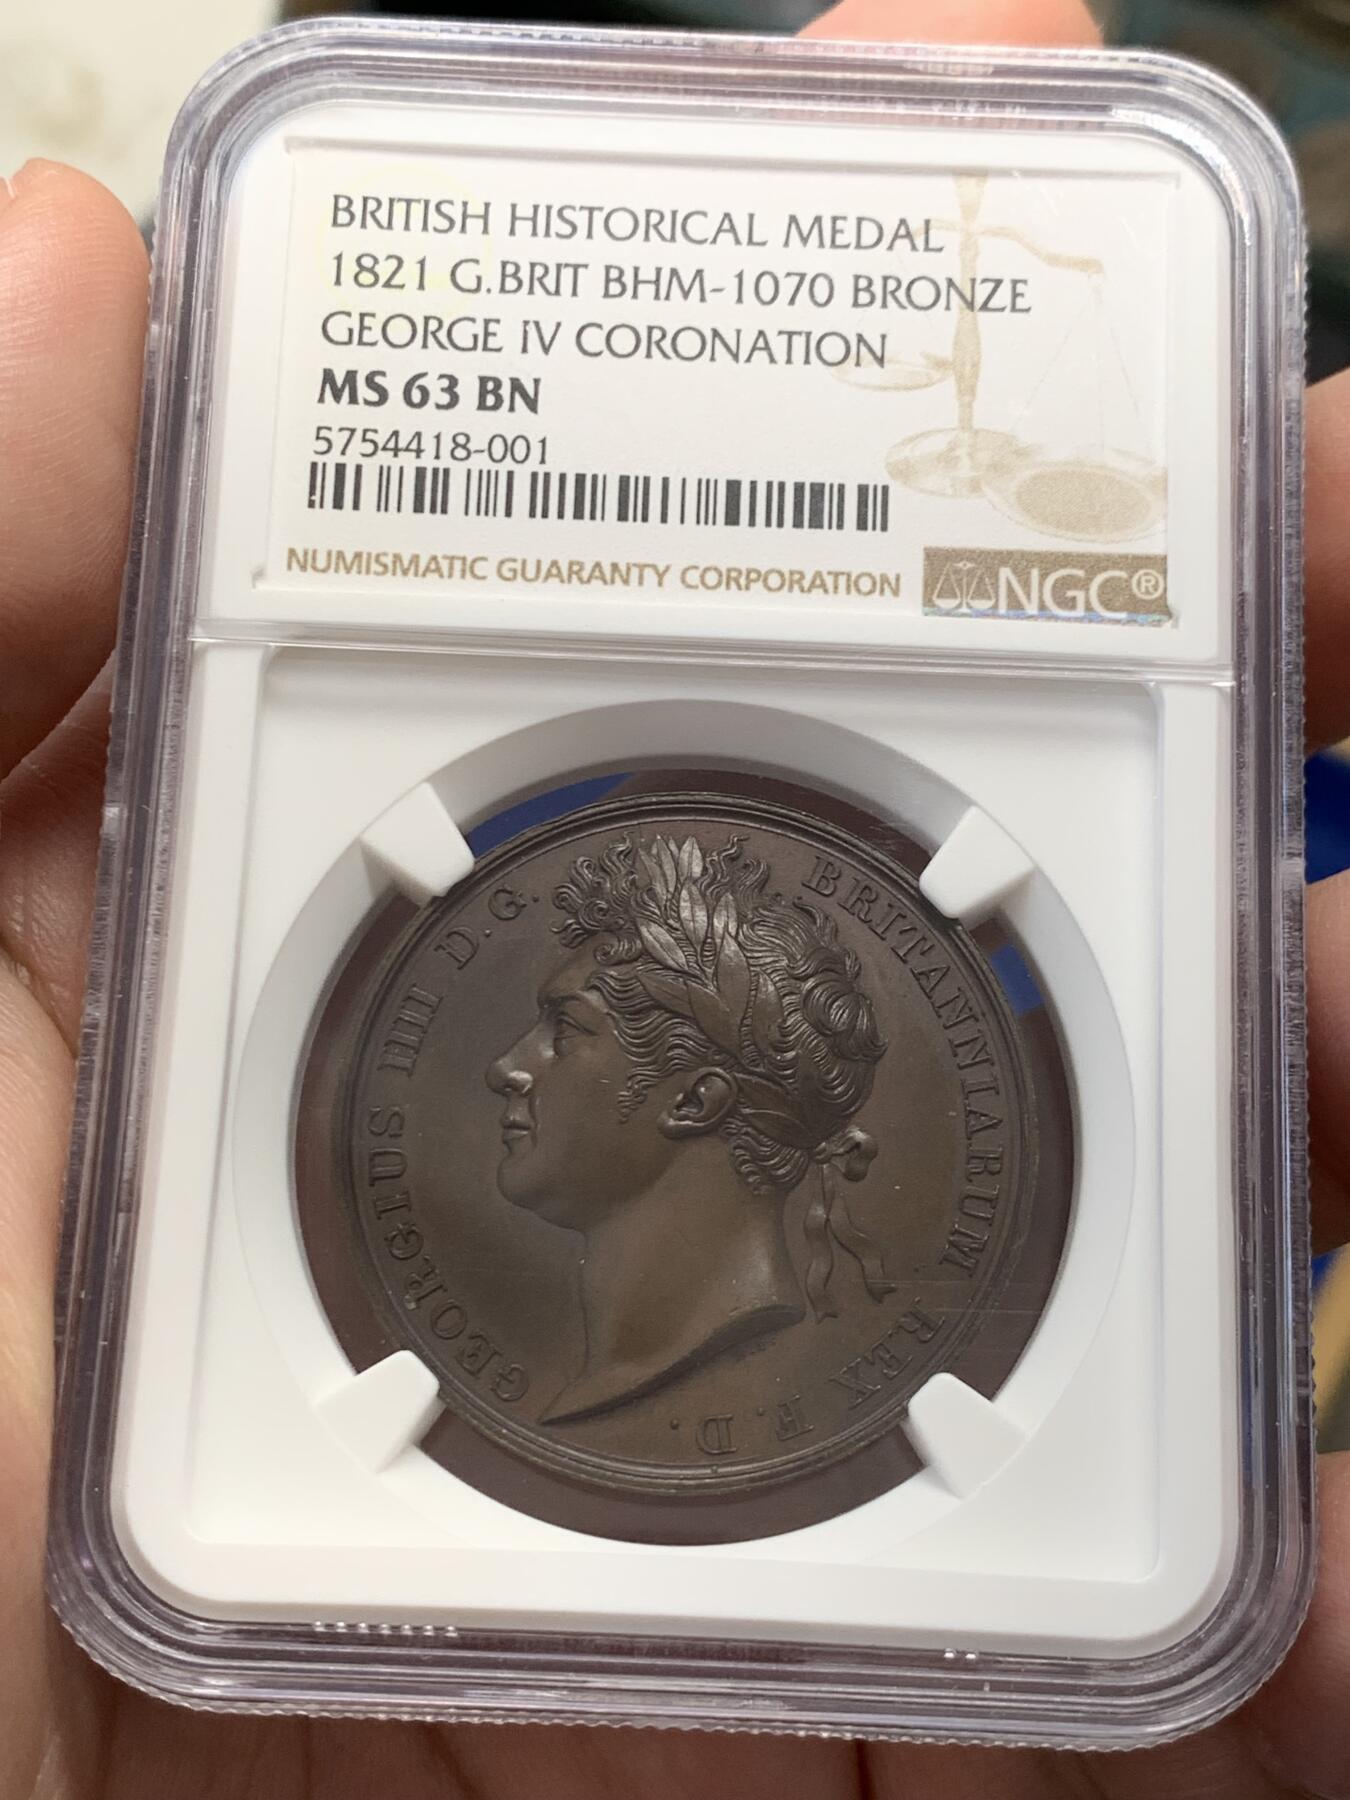 BRITISH HISTORICAL MEDAL
1821 G.BRIT BHM-1070 BRONZE
GEORGE IV CORONATION
MS 63 BN
5754418-001
NUMISMATIC GUARANTY CORPORATION
NGC®
GEORGIUS IIII D.G. BRITANNIARUM REX F.D.